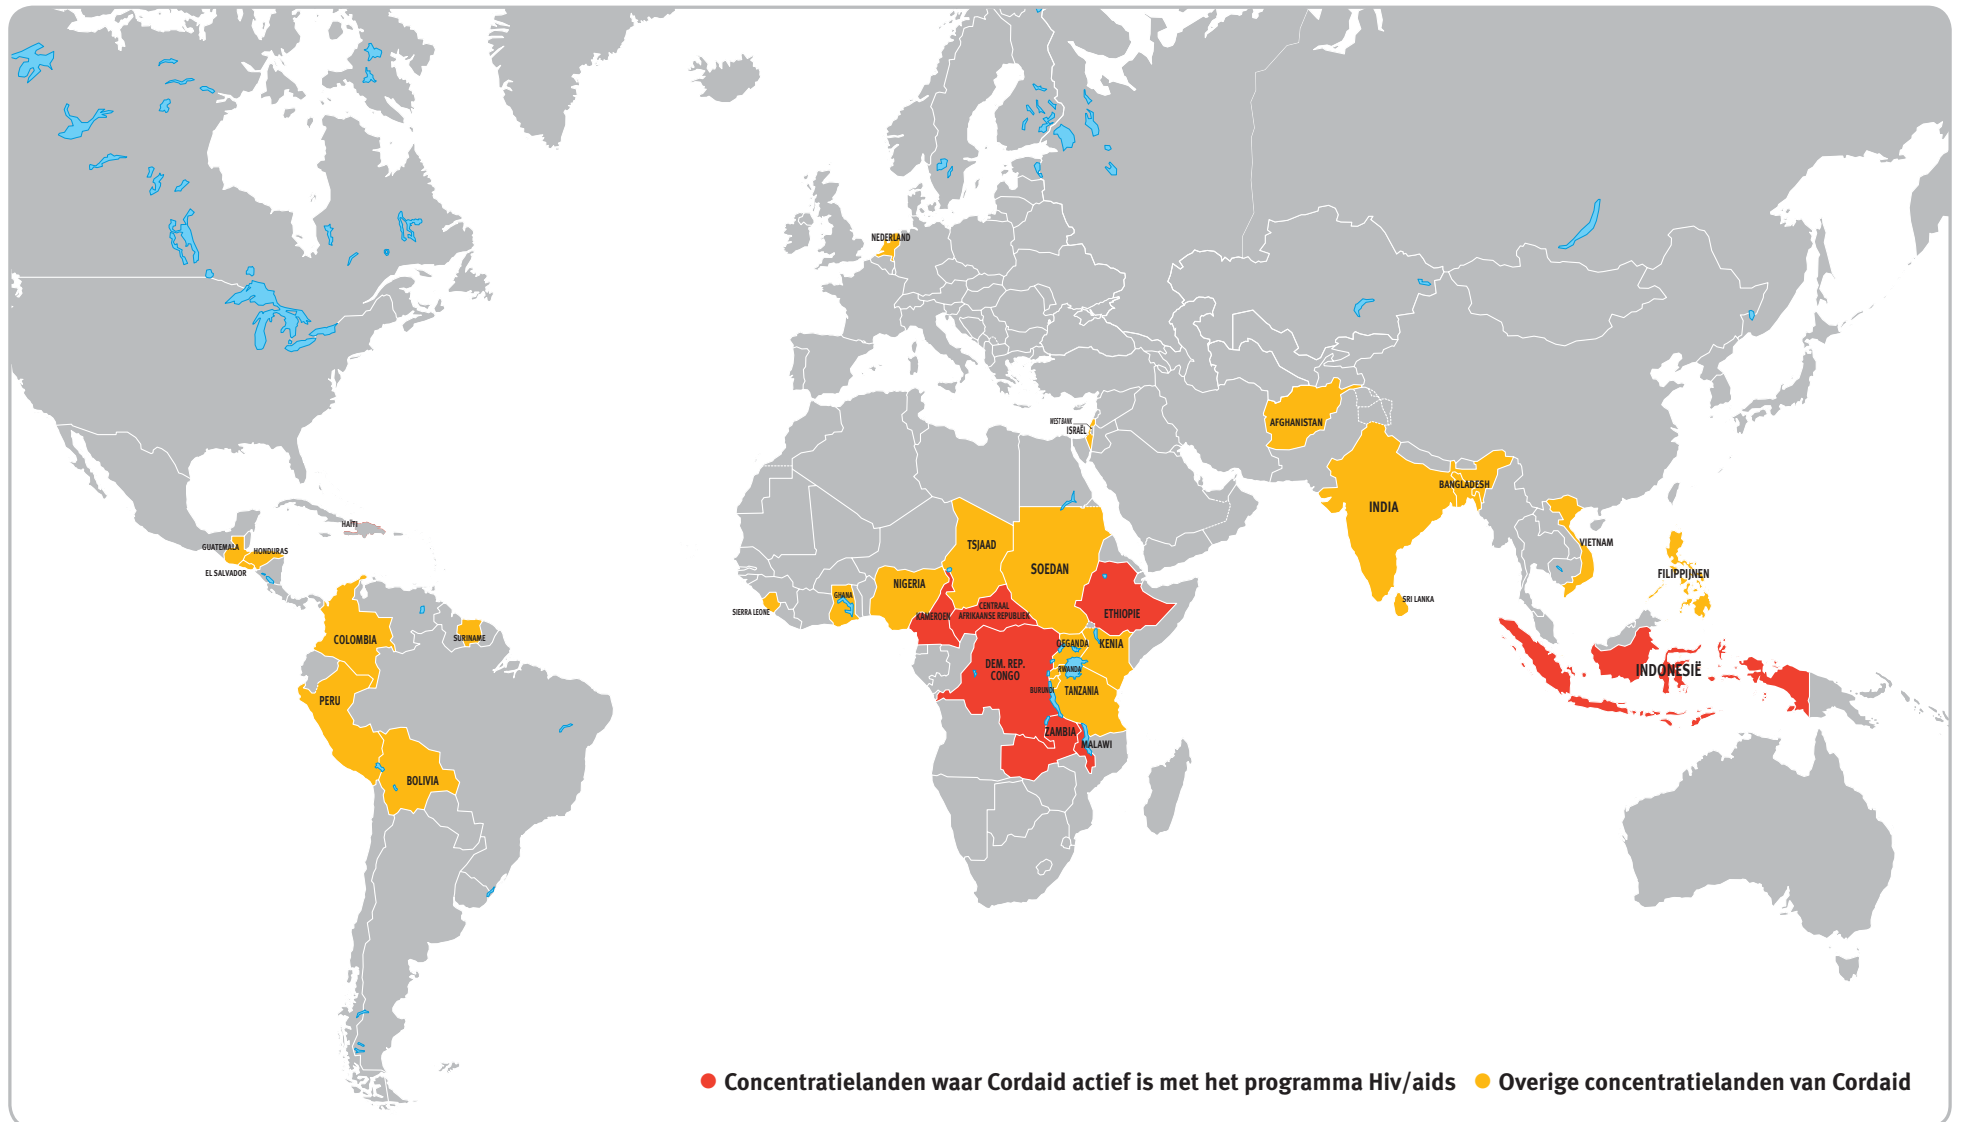 NEDERLAND
WESTBANK
ISRAËL
AFGHANISTAN
BANGLADESH
INDIA
HAÏTI
GUATEMALA
HONDURAS
EL SALVADOR
TSJAAD
VIETNAM
SOEDAN
FILIPPIJNEN
NIGERIA
GHANA
SRI LANKA
SIERRA LEONE
CENTRAAL
AFRIKAANSE REPUBLIEK
KAMEROEN
ETHIOPIE
COLOMBIA
SURINAME
OEGANDA
KENIA
DEM. REP.
CONGO
RWANDA
INDONESIË
BURUNDI
TANZANIA
PERU
ZAMBIA
MALAWI
BOLIVIA
Concentratielanden waar Cordaid actief is met het programma Hiv/aids
Overige concentratielanden van Cordaid